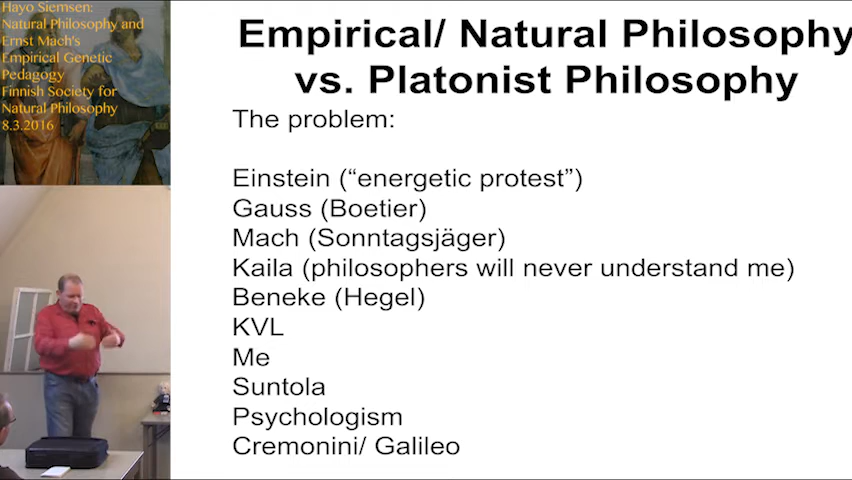 Hayo Siemsen:
Natural Philosophy and
Ernst Mach's
Empirical Genetic
Pedagogy
Finnish Society for
Natural Philosophy
8.3.2016
Empirical/ Natural Philosophy
vs. Platonist Philosophy
The problem:
Einstein (“energetic protest”)
Gauss (Boetier)
Mach (Sonntagsjäger)
Kaila (philosophers will never understand me)
Beneke (Hegel)
KVL
Me
Suntola
Psychologism
Cremonini/ Galileo